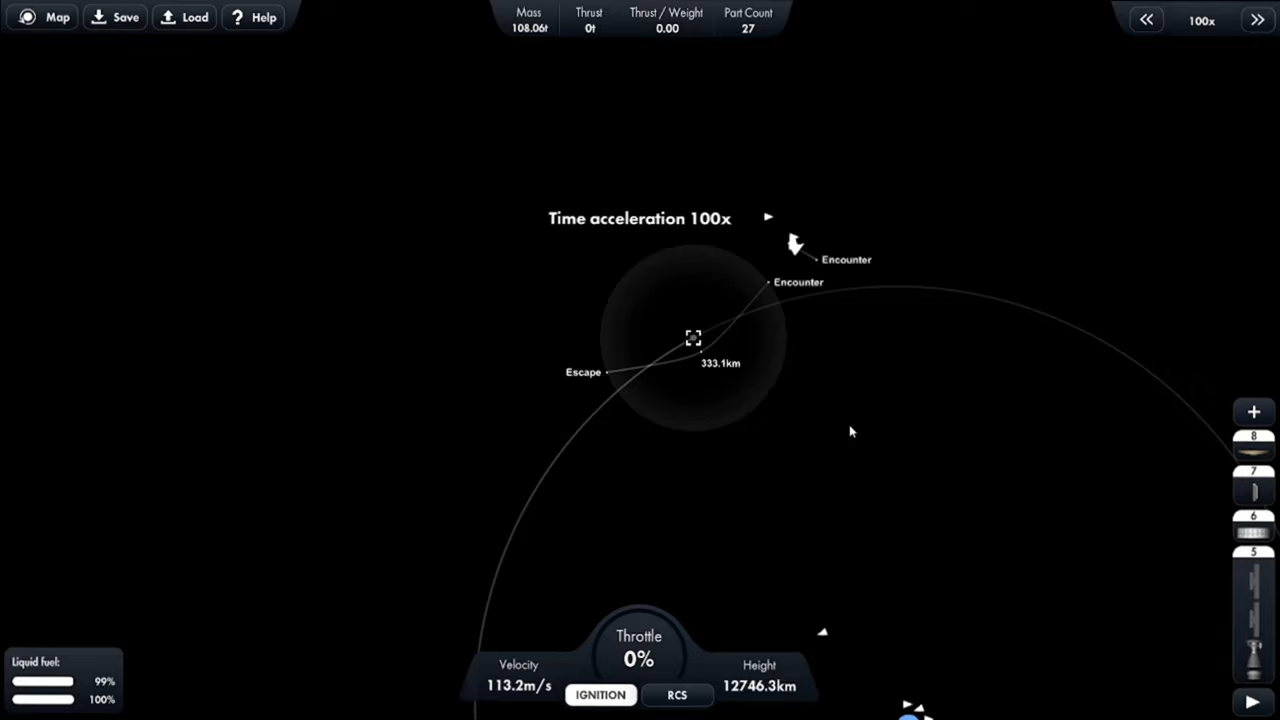 Map
Save
Load
? Help
Mass
108.06t
Thrust
0t
Thrust / Weight
0.00
Part Count
27
100x
Time acceleration 100x
Encounter
Encounter
333.1km
Escape
8
7
6
5
Liquid fuel:
99%
100%
Throttle
0%
Velocity
113.2m/s
Height
12746.3km
IGNITION
RCS